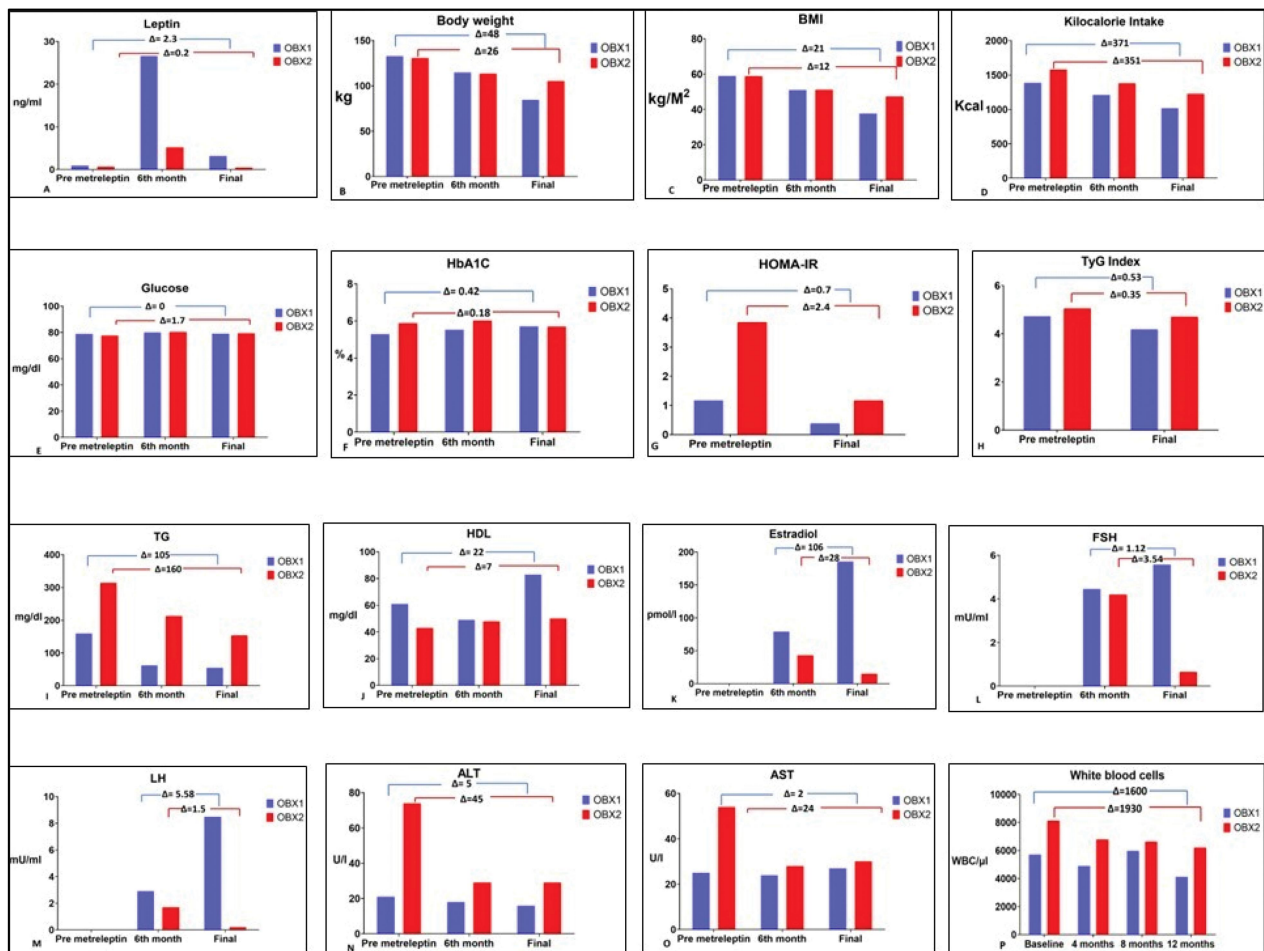 Leptin
30
20
10
0
ng/ml
Δ= 2.3
Δ=0.2
OBX1
OBX2
Pre metreleptin 6th month Final
A
Body weight
200
150
100
50
0
kg
Δ=48
Δ=26
OBX1
OBX2
Pre metreleptin 6th month Final
B
BMI
80
60
40
20
0
kg/M²
Δ=21
Δ=12
OBX1
OBX2
Pre metreleptin 6th month Final
C
Kilocalorie Intake
2000
1500
1000
500
0
Kcal
Δ=371
Δ=351
OBX1
OBX2
Pre metreleptin 6th month Final
D
Glucose
100
80
60
40
20
0
mg/dl
Δ= 0
Δ=1.7
OBX1
OBX2
Pre metreleptin 6th month Final
E
HbA1C
8
6
4
2
0
%
Δ= 0.42
Δ=0.18
OBX1
OBX2
Pre metreleptin 6th month Final
F
HOMA-IR
5
4
3
2
1
0
Δ=0.7
Δ=2.4
OBX1
OBX2
Pre metreleptin Final
G
TyG Index
6
4
2
0
Δ=0.53
Δ=0.35
OBX1
OBX2
Pre metreleptin Final
H
TG
400
300
200
100
0
mg/dl
Δ= 105
Δ=160
OBX1
OBX2
Pre metreleptin 6th month Final
I
HDL
100
80
60
40
20
0
mg/dl
Δ= 22
Δ=7
OBX1
OBX2
Pre metreleptin 6th month Final
J
Estradiol
200
150
100
50
0
pmol/l
Δ= 106
Δ=28
OBX1
OBX2
Pre metreleptin 6th month Final
K
FSH
6
4
2
0
mU/ml
Δ= 1.12
Δ=3.54
OBX1
OBX2
Pre metreleptin 6th month Final
L
LH
10
8
6
4
2
0
mU/ml
Δ= 5.58
Δ=1.5
OBX1
OBX2
Pre metreleptin 6th month Final
M
ALT
80
60
40
20
0
U/l
Δ= 5
Δ=45
OBX1
OBX2
Pre metreleptin 6th month Final
N
AST
60
40
20
0
U/l
Δ= 2
Δ=24
OBX1
OBX2
Pre metreleptin 6th month Final
O
White blood cells
10000
8000
6000
4000
2000
0
WBC/µl
Δ=1600
Δ=1930
OBX1
OBX2
Baseline 4 months 8 months 12 months
P